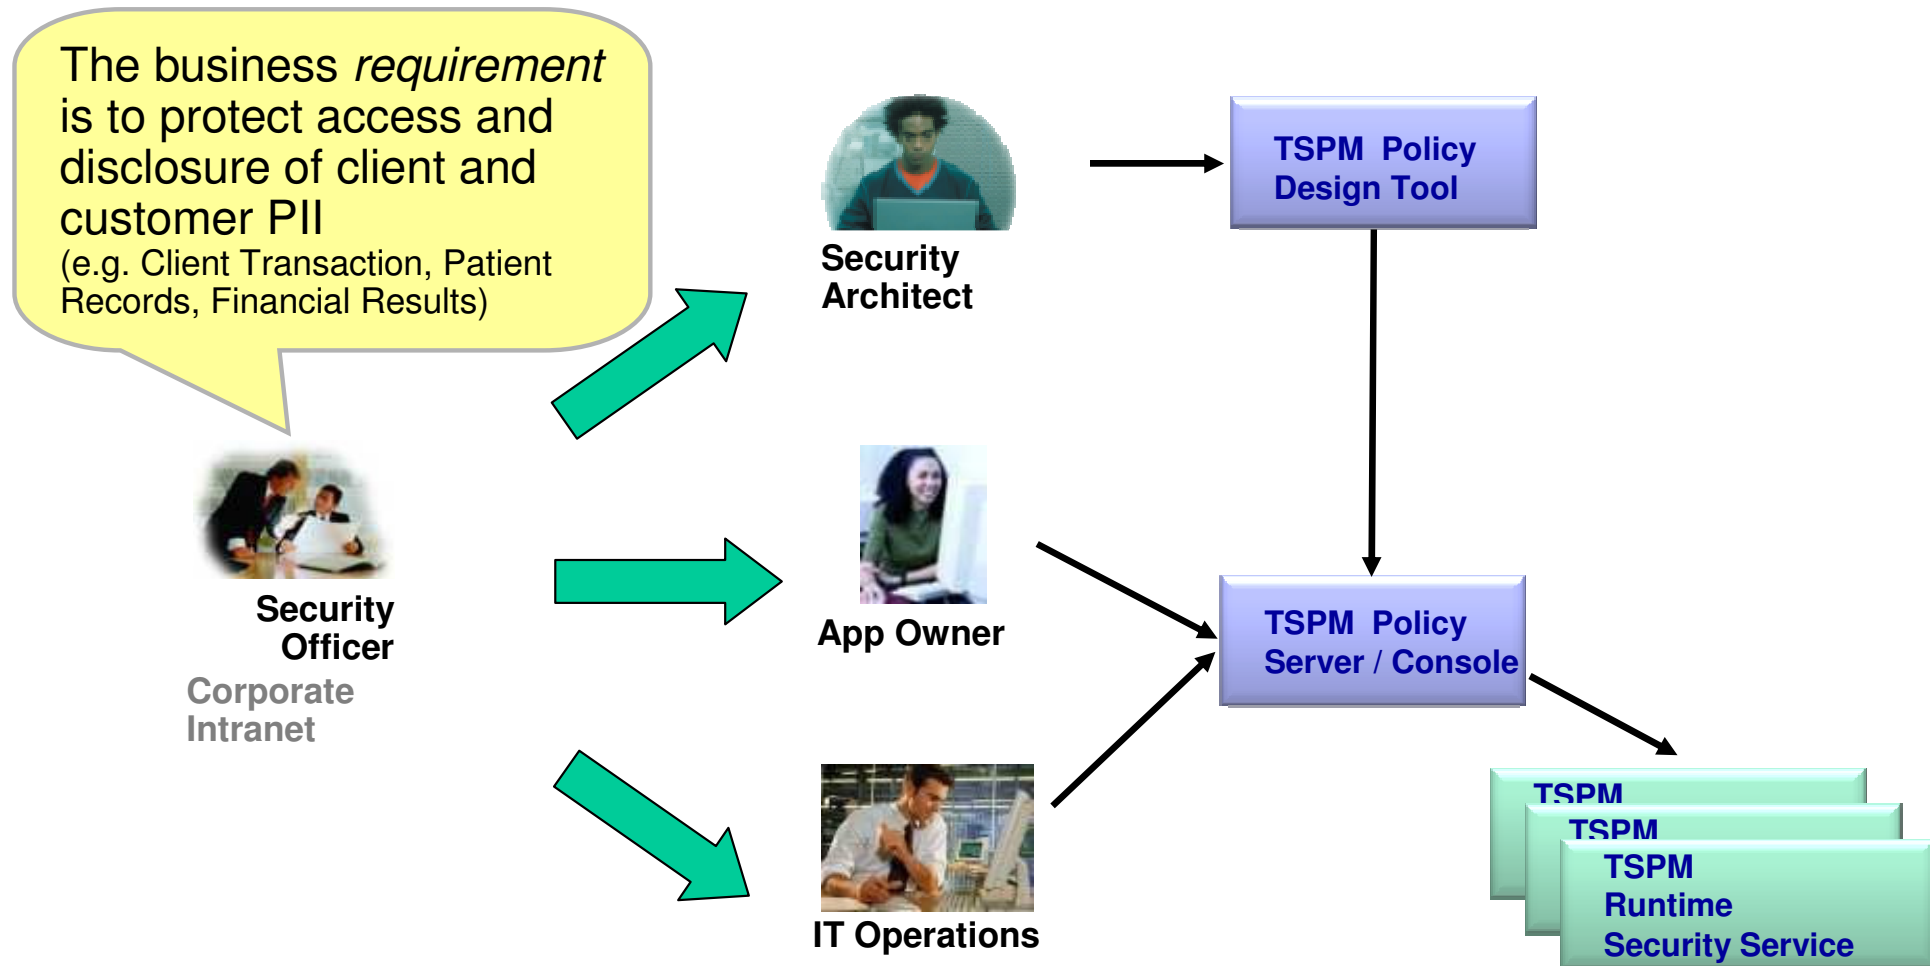 The business requirement
is to protect access and
disclosure of client and
customer PII
(e.g. Client Transaction, Patient
Records, Financial Results)
Security
Officer
Corporate
Intranet
Security
Architect
App Owner
IT Operations
TSPM Policy
Design Tool
TSPM Policy
Server / Console
TSPM
TSPM
TSPM
Runtime
Security Service